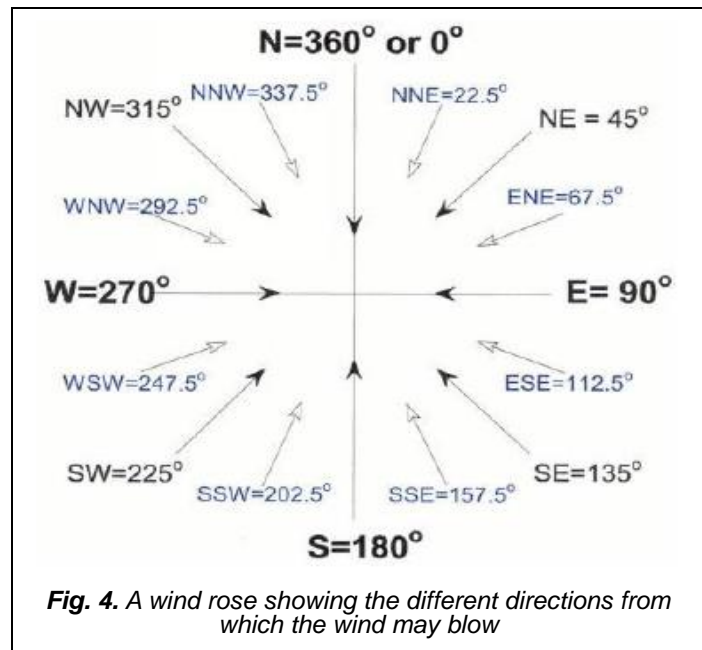 N=360° or 0°
NNW=337.5°
NNE=22.5°
NW=315°
NE = 45°
WNW=292.5°
ENE=67.5°
W=270°
E= 90°
WSW=247.5°
ESE=112.5°
SW=225°
SE=135°
SSW=202.5°
SSE=157.5°
S=180°
Fig. 4. A wind rose showing the different directions from
which the wind may blow